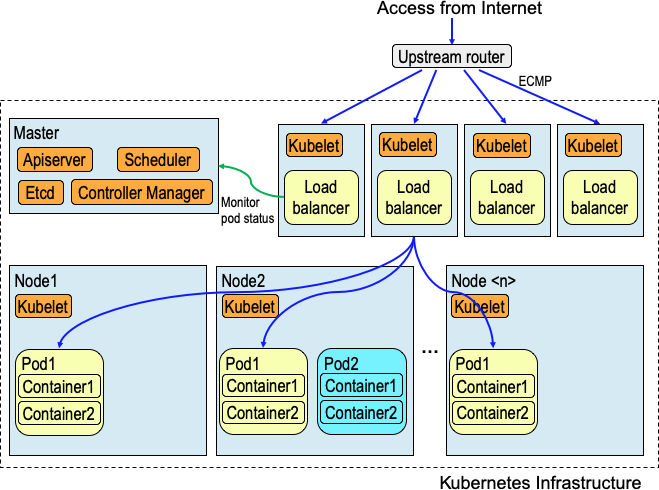 Access from Internet
Upstream router
ECMP
Master
Apiserver
Scheduler
Etcd
Controller Manager
Monitor
pod status
Kubelet
Load
balancer
Kubelet
Load
balancer
Kubelet
Load
balancer
Kubelet
Load
balancer
Node1
Kubelet
Pod1
Container1
Container2
Node2
Kubelet
Pod1
Container1
Container2
Pod2
Container1
Container2
...
Node <n>
Kubelet
Pod1
Container1
Container2
Kubernetes Infrastructure